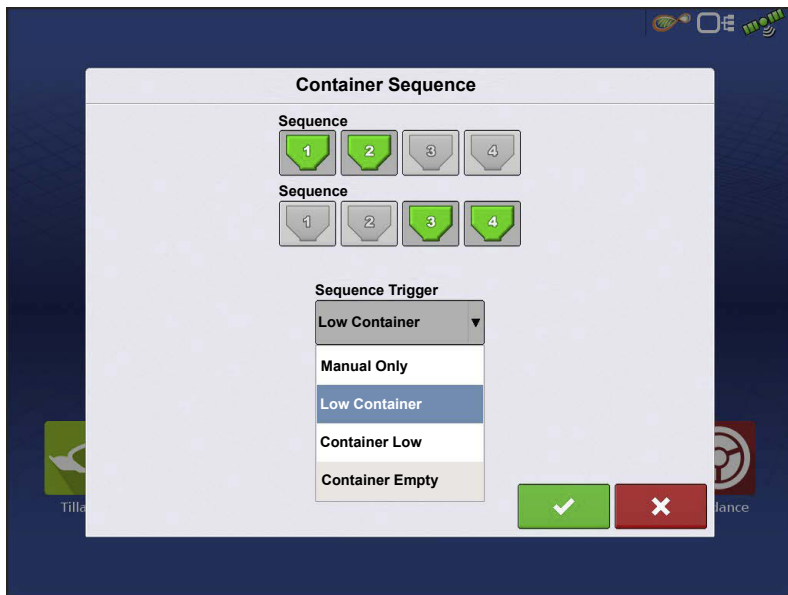 Container Sequence
Sequence
1 2 3 4
Sequence
1 2 3 4
Sequence Trigger
Low Container
Manual Only
Low Container
Container Low
Container Empty
Tilla
dance